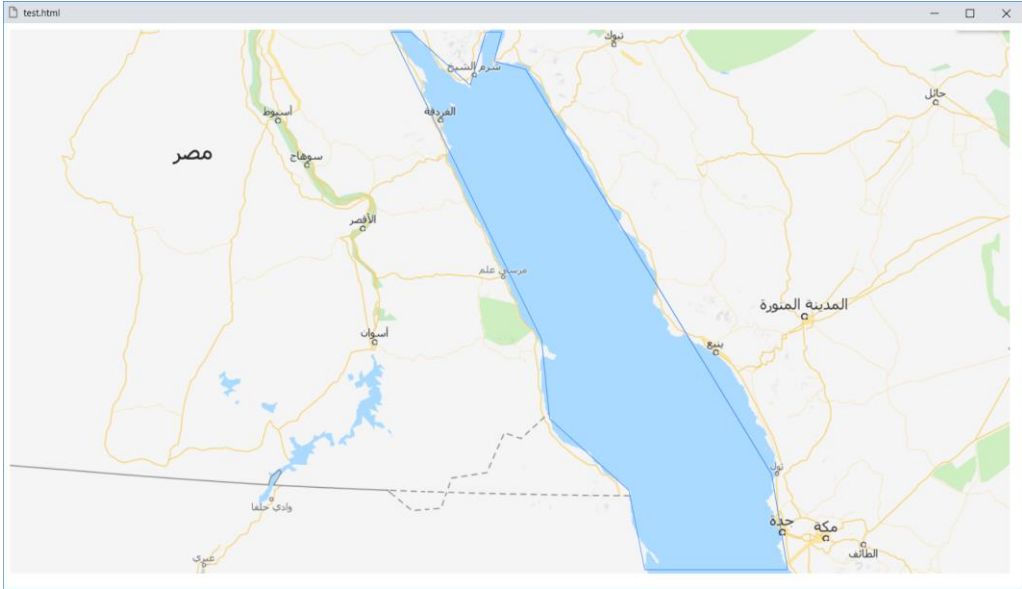 test.html
تبوك
شرم الشيخ
حائل
الغردقة
أسيوط
مصر
سوهاج
الأقصر
مرسى علم
المدينة المنورة
أسوان
ينبع
ثول
وادي حلفا
جدة
مكة
الطائف
عبري